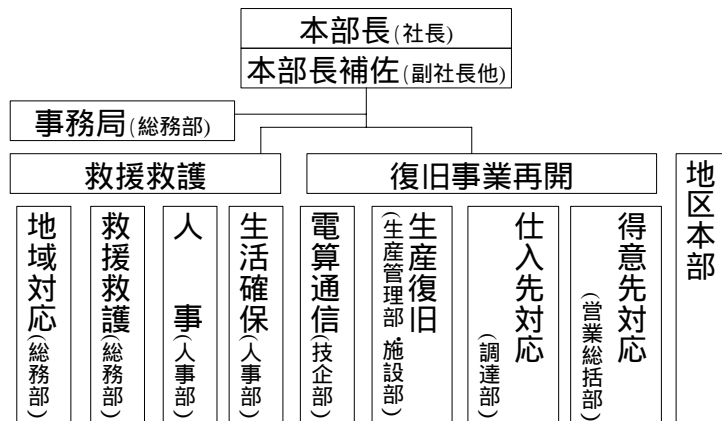 本部長(社長)
本部長補佐(副社長他)
事務局(総務部)
救援救護
復旧事業再開
地区本部
地域対応(総務部)
救援救護(総務部)
人　事(人事部)
生活確保(人事部)
電算通信(技企部)
生産復旧
(生産管理部・施設部)
仕入先対応
(調達部)
得意先対応
(営業総括部)